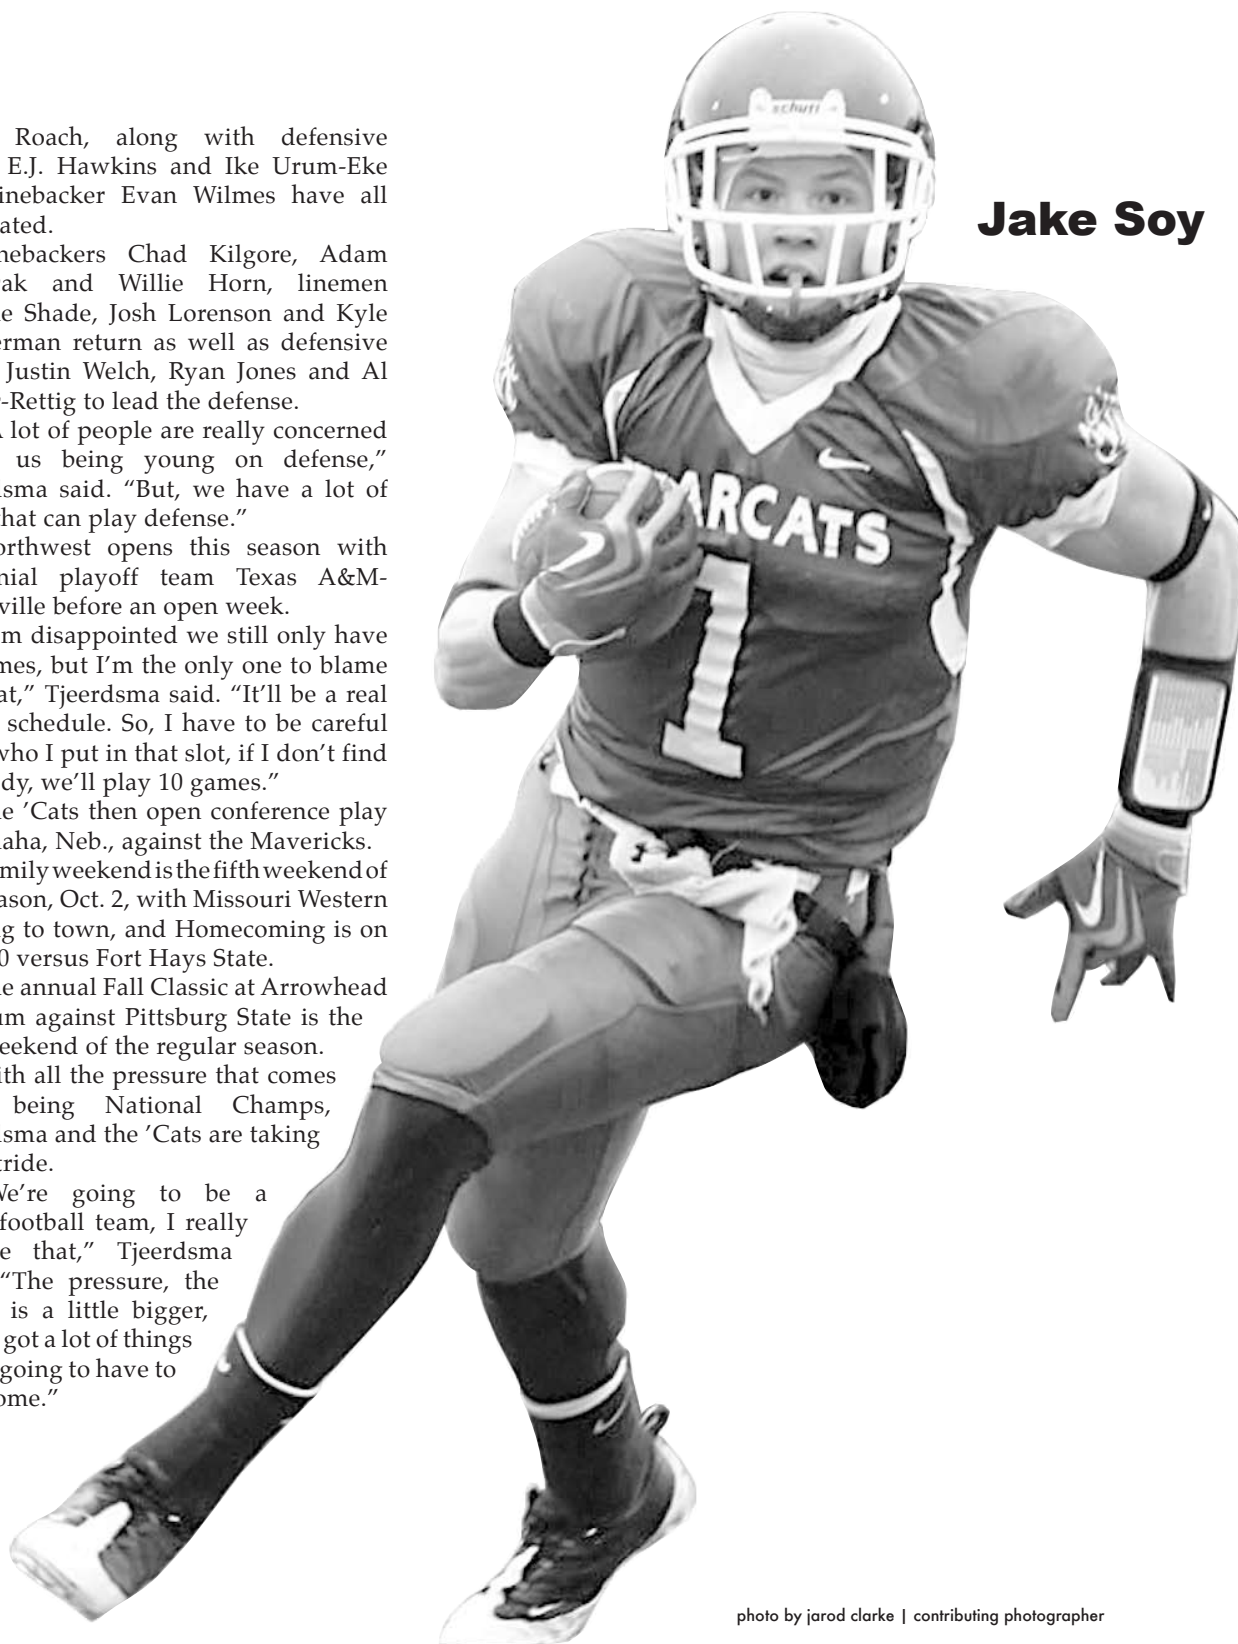 Roach, along with defensive
E.J. Hawkins and Ike Urum-Eke
inebacker Evan Wilmes have all
ated.
nebackers Chad Kilgore, Adam
ak and Willie Horn, linemen
e Shade, Josh Lorenson and Kyle
erman return as well as defensive
Justin Welch, Ryan Jones and Al
-Rettig to lead the defense.
A lot of people are really concerned
us being young on defense,”
sma said. “But, we have a lot of
that can play defense.”
orthwest opens this season with
nial playoff team Texas A&M-
ville before an open week.
m disappointed we still only have
mes, but I’m the only one to blame
at,” Tjeerdsma said. “It’ll be a real
schedule. So, I have to be careful
who I put in that slot, if I don’t find
dy, we’ll play 10 games.”
e ’Cats then open conference play
aha, Neb., against the Mavericks.
mily weekend is the fifth weekend of
ason, Oct. 2, with Missouri Western
g to town, and Homecoming is on
0 versus Fort Hays State.
e annual Fall Classic at Arrowhead
um against Pittsburg State is the
eekend of the regular season.
ith all the pressure that comes
being National Champs,
sma and the ’Cats are taking
tride.
We’re going to be a
football team, I really
e that,” Tjeerdsma
“The pressure, the
is a little bigger,
got a lot of things
going to have to
ome.”
Jake Soy
schutt
ARCATS
1
photo by jarod clarke | contributing photographer